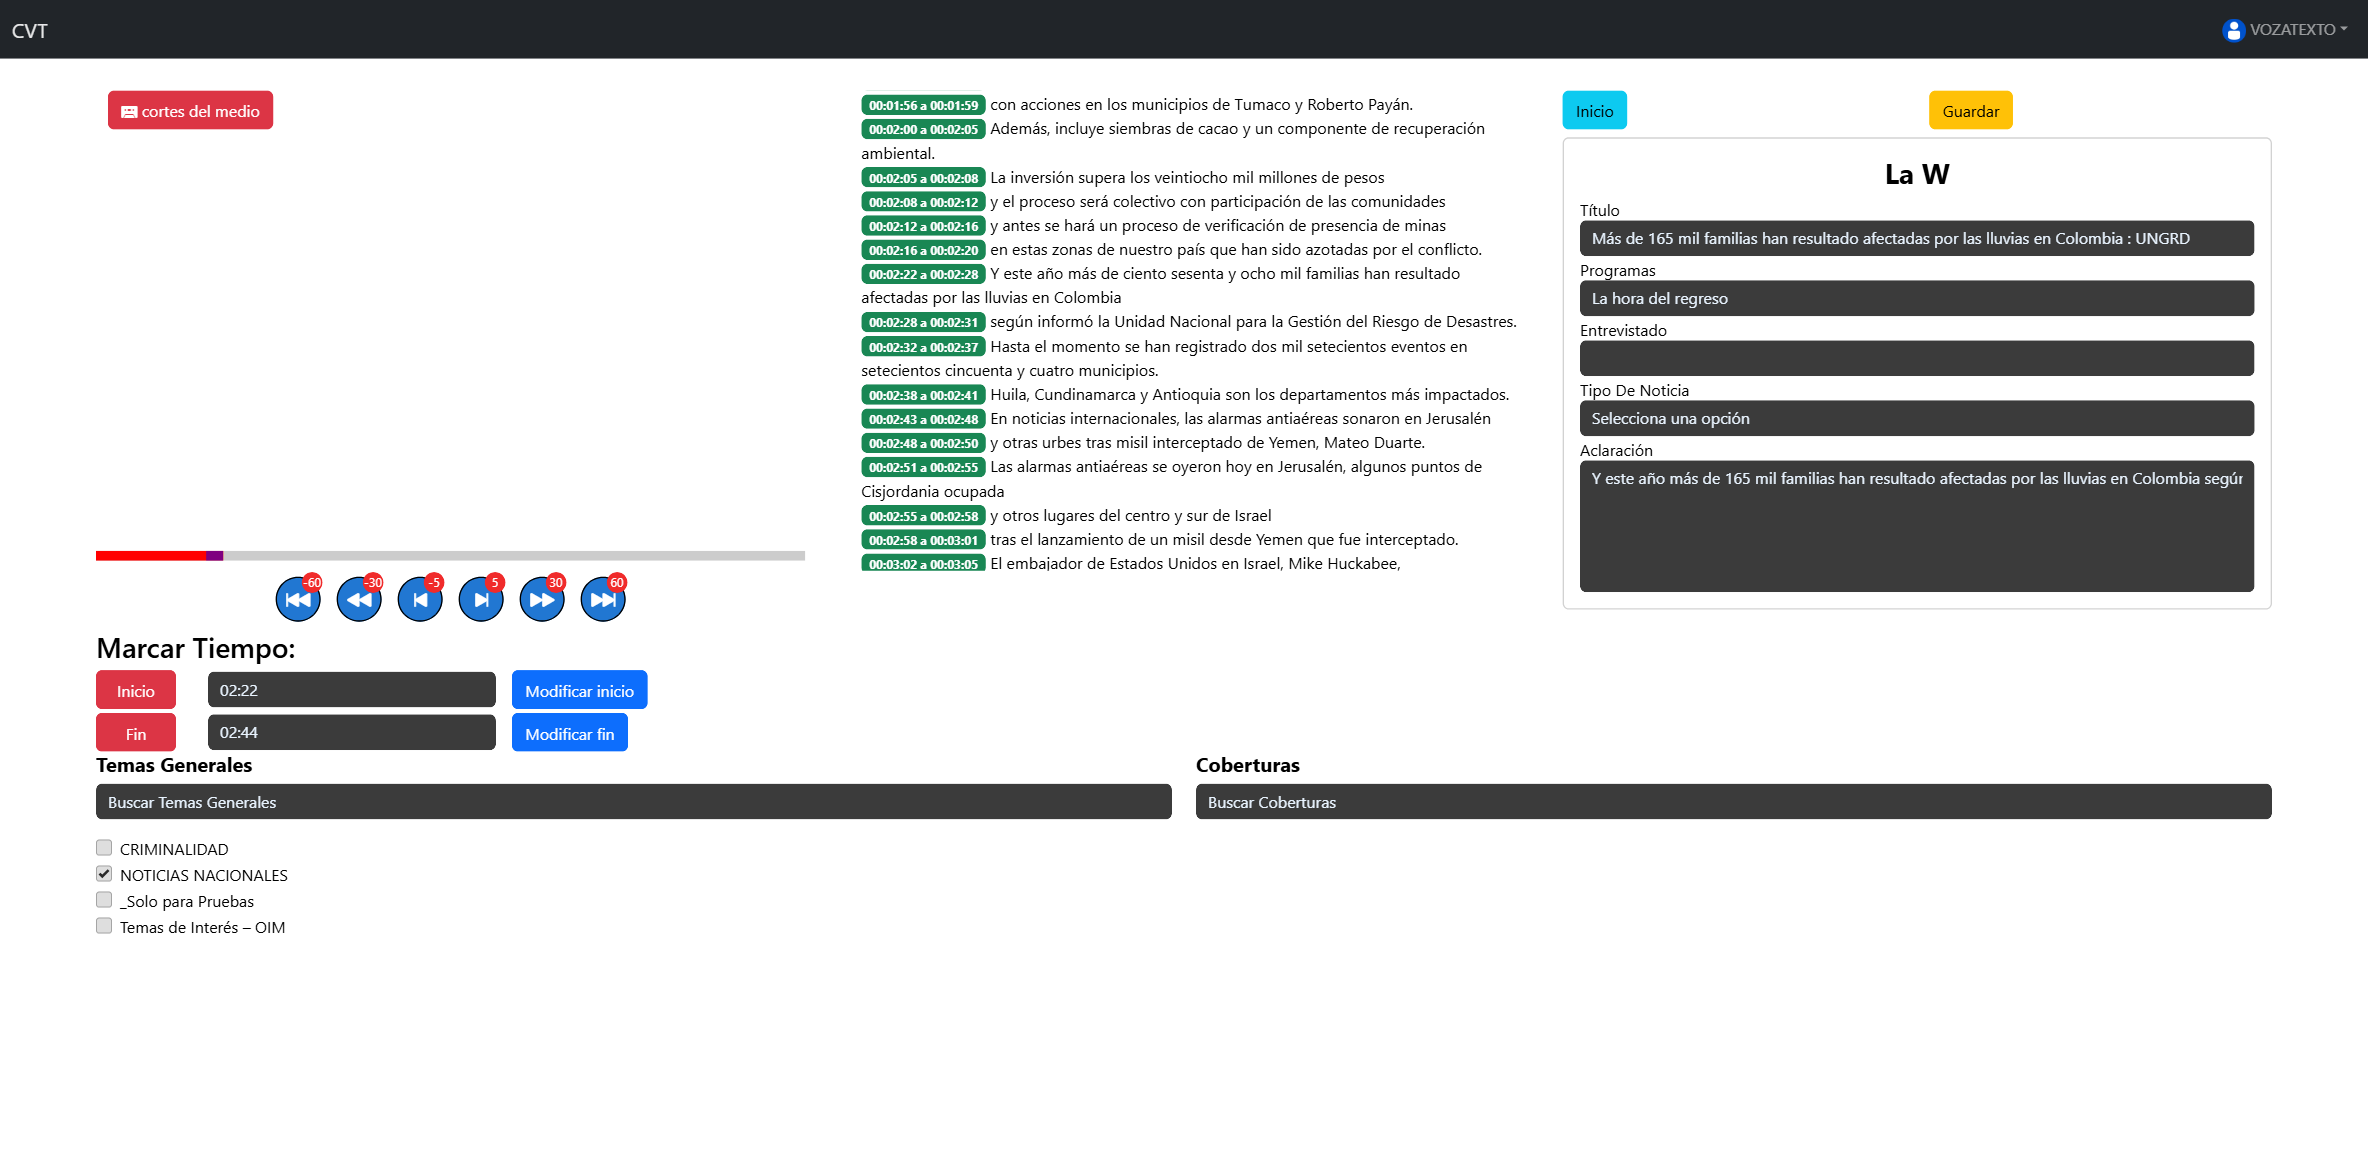 CVT
VOZATEXTO
cortes del medio
-60
-30
-5
5
30
60
Marcar Tiempo:
Inicio
02:22
Modificar inicio
Fin
02:44
Modificar fin
00:01:56 a 00:01:59 con acciones en los municipios de Tumaco y Roberto Payán.
00:02:00 a 00:02:05 Además, incluye siembras de cacao y un componente de recuperación
ambiental.
00:02:05 a 00:02:08 La inversión supera los veintiocho mil millones de pesos
00:02:08 a 00:02:12 y el proceso será colectivo con participación de las comunidades
00:02:12 a 00:02:16 y antes se hará un proceso de verificación de presencia de minas
00:02:16 a 00:02:20 en estas zonas de nuestro país que han sido azotadas por el conflicto.
00:02:22 a 00:02:28 Y este año más de ciento sesenta y ocho mil familias han resultado
afectadas por las lluvias en Colombia
00:02:28 a 00:02:31 según informó la Unidad Nacional para la Gestión del Riesgo de Desastres.
00:02:32 a 00:02:37 Hasta el momento se han registrado dos mil setecientos eventos en
setecientos cincuenta y cuatro municipios.
00:02:38 a 00:02:41 Huila, Cundinamarca y Antioquia son los departamentos más impactados.
00:02:43 a 00:02:48 En noticias internacionales, las alarmas antiaéreas sonaron en Jerusalén
00:02:48 a 00:02:50 y otras urbes tras misil interceptado de Yemen, Mateo Duarte.
00:02:51 a 00:02:55 Las alarmas antiaéreas se oyeron hoy en Jerusalén, algunos puntos de
Cisjordania ocupada
00:02:55 a 00:02:58 y otros lugares del centro y sur de Israel
00:02:58 a 00:03:01 tras el lanzamiento de un misil desde Yemen que fue interceptado.
00:03:02 a 00:03:05 El embajador de Estados Unidos en Israel, Mike Huckabee,
Inicio
Guardar
La W
Título
Más de 165 mil familias han resultado afectadas por las lluvias en Colombia : UNGRD
Programas
La hora del regreso
Entrevistado
Tipo De Noticia
Selecciona una opción
Aclaración
Y este año más de 165 mil familias han resultado afectadas por las lluvias en Colombia según
Temas Generales
Buscar Temas Generales
CRIMINALIDAD
NOTICIAS NACIONALES
_Solo para Pruebas
Temas de Interés – OIM
Coberturas
Buscar Coberturas